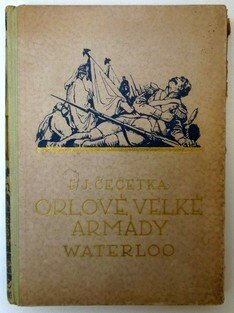 F. J. ČEČETKA
ORLOVÉ VELKÉ
ARMÁDY
WATERLOO